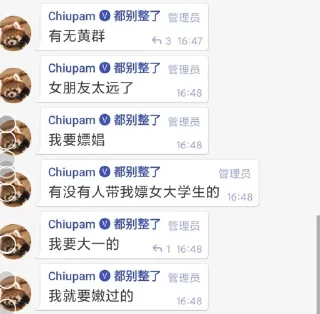 Chiupam V 都别整了 管理员
有无黄群
3 16:47
Chiupam V 都别整了 管理员
女朋友太远了
16:48
Chiupam V 都别整了 管理员
我要嫖娼
16:48
Chiupam V 都别整了 管理员
有没有人带我嫖女大学生的 16:48
Chiupam V 都别整了 管理员
我要大一的
1 16:48
Chiupam V 都别整了 管理员
我就要嫩过的
16:48